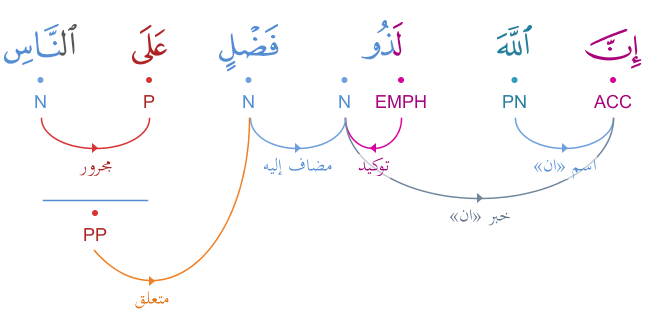 إِنَّ ٱللَّهَ لَذُو فَضْلٍ عَلَى ٱلنَّاسِ
ACC PN EMPH N N P N
اسم «ان» توكيد مضاف إليه مجرور
خبر «ان»
PP
متعلق